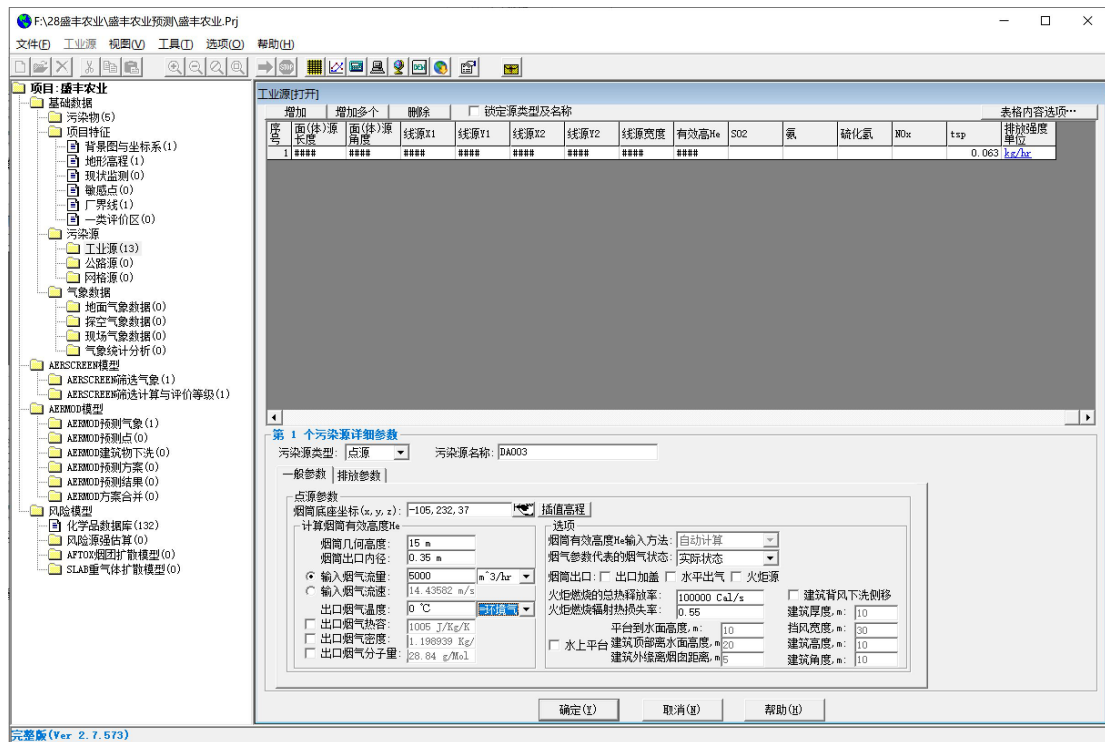 F:\28盛丰农业\盛丰农业预测\盛丰农业.Prj
文件(F) 工业源 视图(V) 工具(T) 选项(O) 帮助(H)
项目:盛丰农业
基础数据
污染物(5)
项目特征
背景图与坐标系(1)
地形高程(1)
现状监测(0)
敏感点(0)
厂界线(1)
一类评价区(0)
污染源
工业源(13)
公路源(0)
网格源(0)
气象数据
地面气象数据(0)
探空气象数据(0)
现场气象数据(0)
气象统计分析(0)
AERSCREEN模型
AERSCREEN筛选气象(1)
AERSCREEN筛选计算与评价等级(1)
AERMOD模型
AERMOD预测气象(1)
AERMOD预测点(0)
AERMOD建筑物下洗(0)
AERMOD预测方案(0)
AERMOD预测结果(0)
AERMOD方案合并(0)
风险模型
化学品数据库(132)
风险源强估算(0)
AFTOX烟团扩散模型(0)
SLAB重气体扩散模型(0)
工业源[打开]
增加 增加多个 删除 锁定源类型及名称 表格内容选项…
序号 面(体)源长度 面(体)源角度 线源X1 线源Y1 线源X2 线源Y2 线源宽度 有效高He SO2 氨 硫化氢 NOx tsp 排放强度单位
1 #### #### #### #### #### #### #### #### 0.063 kg/hr
第 1 个污染源详细参数
污染源类型: 点源 污染源名称: DA003
一般参数 排放参数
点源参数
烟筒底座坐标(x,y,z): -105,232,37 插值高程
计算烟筒有效高度He
烟筒几何高度: 15 m
烟筒出口内径: 0.35 m
输入烟气流量: 5000 m^3/hr
输入烟气流速: 14.43582 m/s
出口烟气温度: 0 ℃ =环境气
出口烟气热容: 1005 J/Kg/K
出口烟气密度: 1.198939 Kg/
出口烟气分子量: 28.84 g/Mol
选项
烟筒有效高度He输入方法: 自动计算
烟气参数代表的烟气状态: 实际状态
烟筒出口: 出口加盖 水平出气 火炬源
火炬燃烧的总热释放率: 100000 Cal/s
火炬燃烧辐射热损失率: 0.55
水上平台
平台到水面高度,m: 10
建筑顶部离水面高度,m 20
建筑外缘离烟囱距离,m 5
建筑背风下洗侧移
建筑厚度,m: 10
挡风宽度,m: 30
建筑高度,m: 10
建筑角度,m: 10
确定(I) 取消(N) 帮助(H)
完整版(Ver 2.7.573)